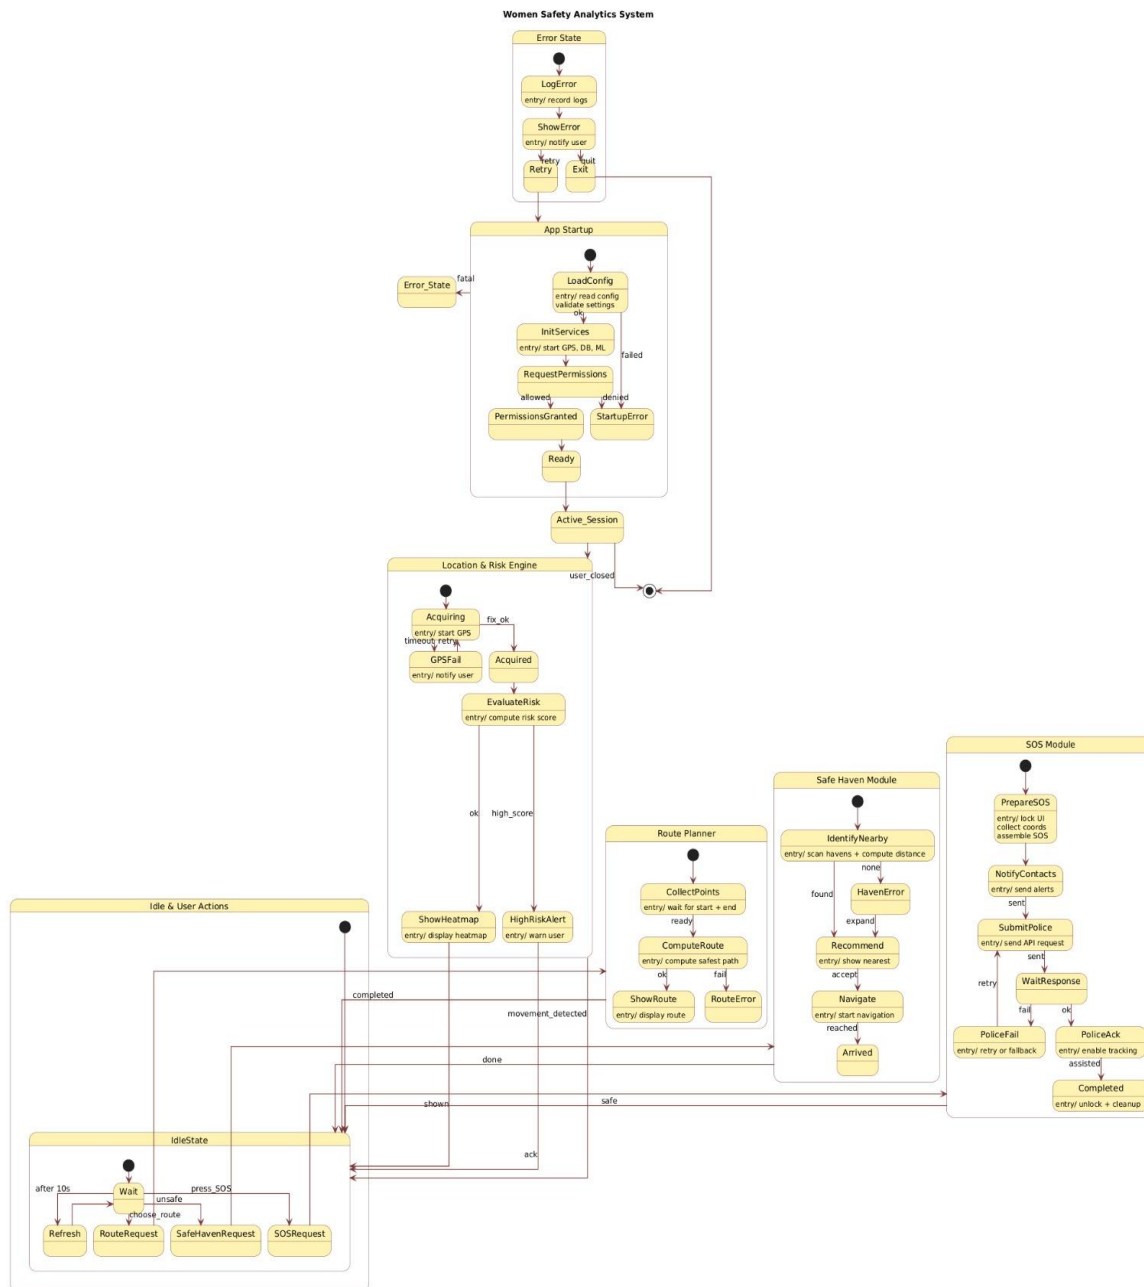 Women Safety Analytics System
Error State
LogError
entry/ record logs
ShowError
entry/ notify user
retry
quit
Retry
Exit
App Startup
LoadConfig
entry/ read config
validate settings
fatal
Error_State
ok
InitServices
entry/ start GPS, DB, ML
failed
RequestPermissions
allowed
denied
PermissionsGranted
StartupError
Ready
Active_Session
user_closed
Location & Risk Engine
Acquiring
entry/ start GPS
fix_ok
timeout
retry
GPSFail
entry/ notify user
Acquired
EvaluateRisk
entry/ compute risk score
ok
high_score
ShowHeatmap
entry/ display heatmap
HighRiskAlert
entry/ warn user
Route Planner
CollectPoints
entry/ wait for start + end
ready
ComputeRoute
entry/ compute safest path
ok
fail
ShowRoute
entry/ display route
RouteError
Safe Haven Module
IdentifyNearby
entry/ scan havens + compute distance
none
found
HavenError
expand
Recommend
entry/ show nearest
accept
Navigate
entry/ start navigation
reached
Arrived
SOS Module
PrepareSOS
entry/ lock UI
collect coords
assemble SOS
NotifyContacts
entry/ send alerts
sent
SubmitPolice
entry/ send API request
sent
WaitResponse
retry
fail
ok
PoliceFail
entry/ retry or fallback
PoliceAck
entry/ enable tracking
assisted
Completed
entry/ unlock + cleanup
Idle & User Actions
completed
movement_detected
done
safe
shown
ack
IdleState
Wait
after 10s
press_SOS
unsafe
choose_route
Refresh
RouteRequest
SafeHavenRequest
SOSRequest